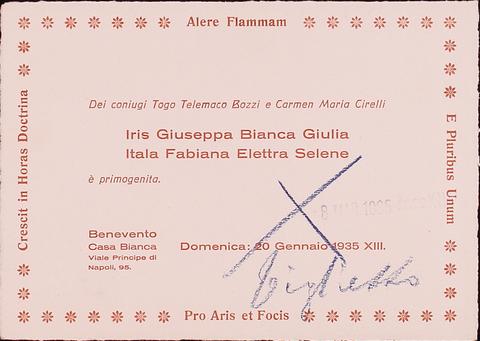 Alere Flammam
Crescit in Horas Doctrina
E Pluribus Unum
Dei coniugi Tago Telemaco Bozzi e Carmen Maria Cirelli
Iris Giuseppa Bianca Giulia
Itala Fabiana Elettra Selene
è primogenita.
Benevento
Casa Bianca
Viale Principe di
Napoli, 95.
Domenica: 20 Gennaio 1935 XIII.
Biglietto
Pro Aris et Focis